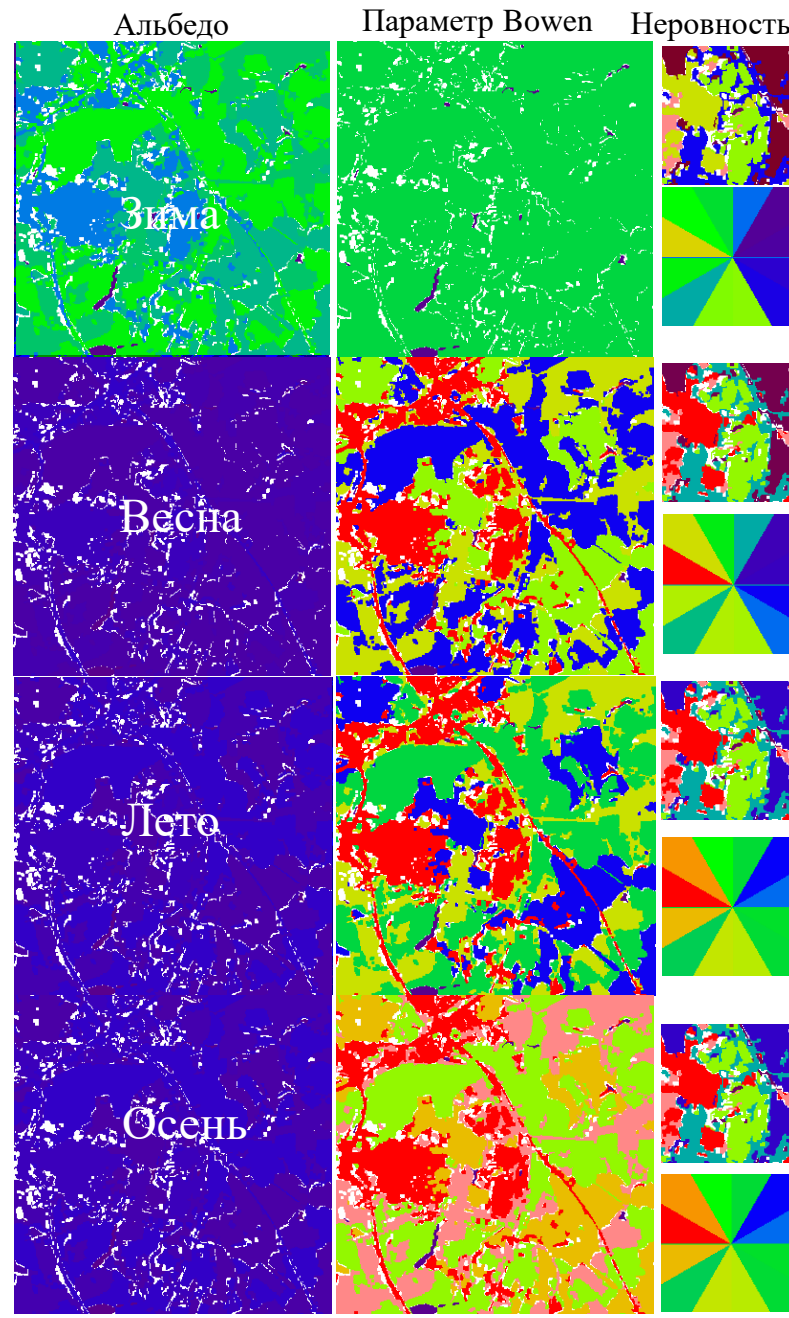 Альбедо
Параметр Bowen
Неровность
Зима
Весна
Лето
Осень